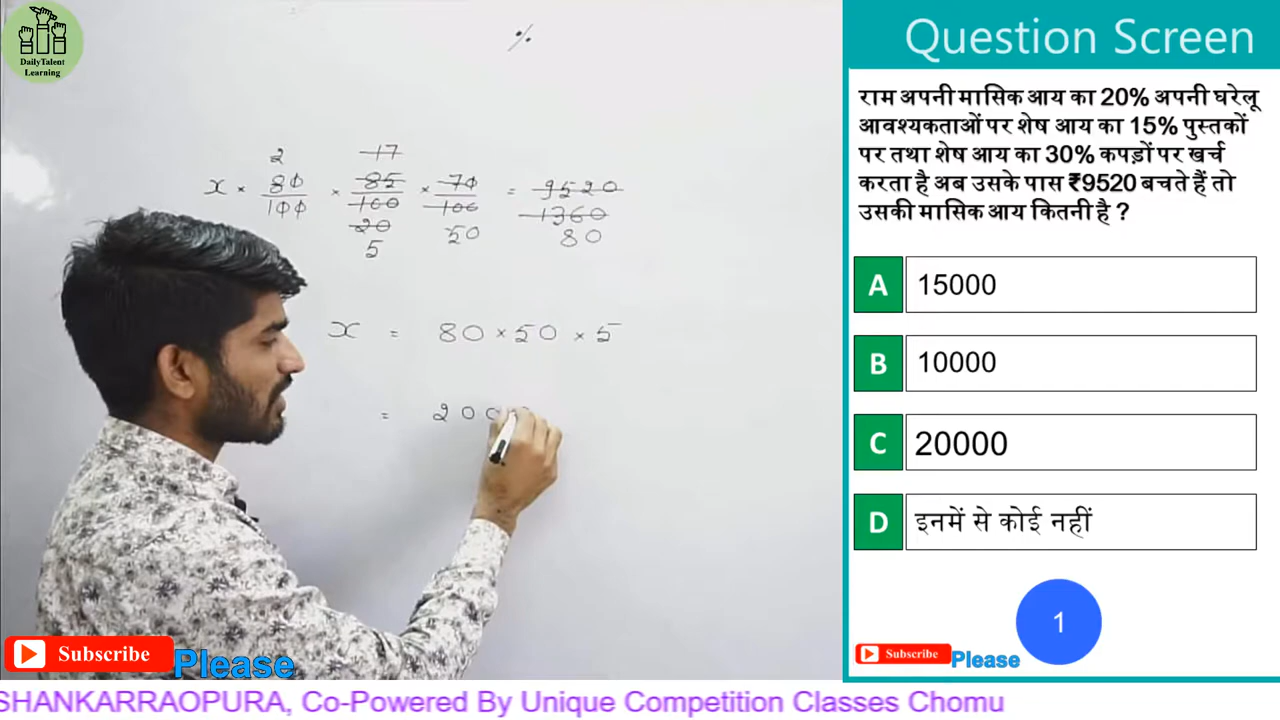 DailyTalent
Learning
%
2 17
x × 80/100 × 85/100 × 70/100 = 9520
20 50 1360
5 80
x = 80 × 50 × 5
= 200
Subscribe
Please
Question Screen
राम अपनी मासिक आय का 20% अपनी घरेलू
आवश्यकताओं पर शेष आय का 15% पुस्तकों
पर तथा शेष आय का 30% कपड़ों पर खर्च
करता है अब उसके पास ₹9520 बचते हैं तो
उसकी मासिक आय कितनी है ?
A 15000
B 10000
C 20000
D इनमें से कोई नहीं
1
Subscribe
Please
SHANKARRAOPURA, Co-Powered By Unique Competition Classes Chomu